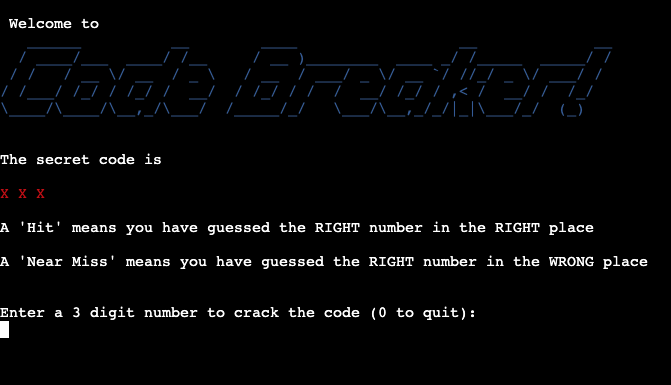 Welcome to
Code Breaker!
The secret code is
X X X
A 'Hit' means you have guessed the RIGHT number in the RIGHT place
A 'Near Miss' means you have guessed the RIGHT number in the WRONG place
Enter a 3 digit number to crack the code (0 to quit):